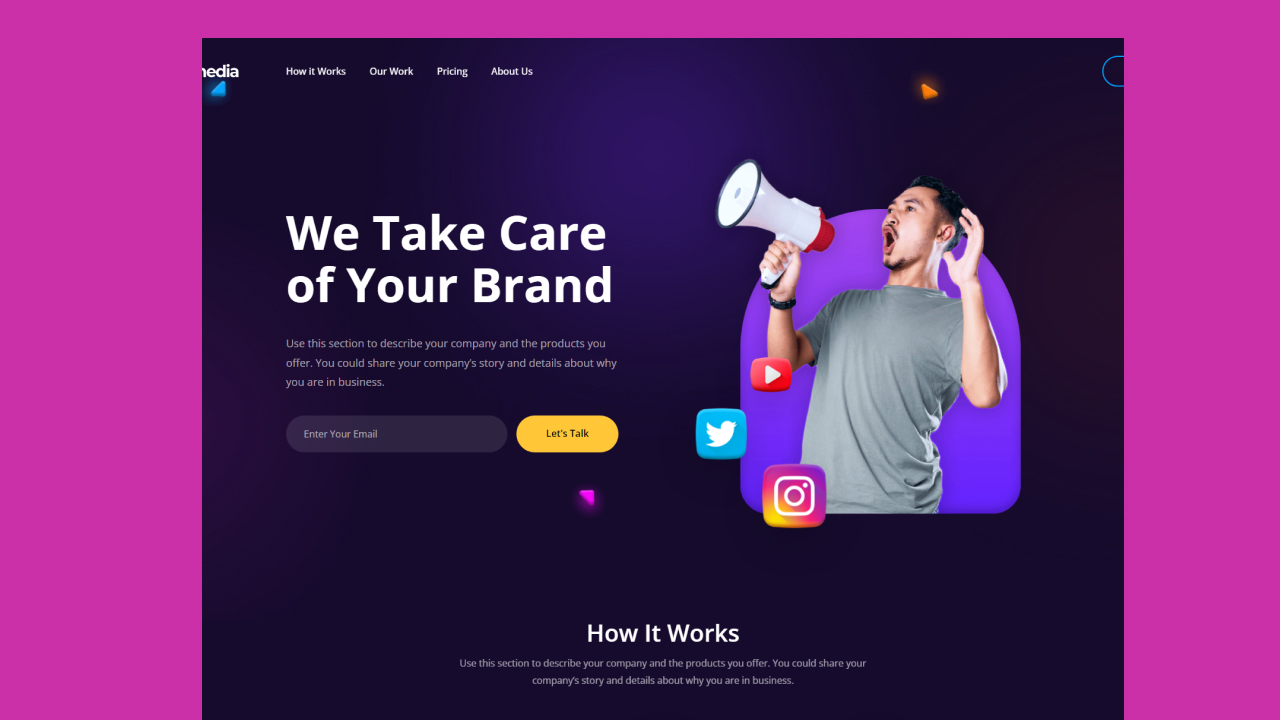 How it Works Our Work Pricing About Us
We Take Care
of Your Brand
Use this section to describe your company and the products you
offer. You could share your company's story and details about why
you are in business.
Enter Your Email Let's Talk
How It Works
Use this section to describe your company and the products you offer. You could share your
company's story and details about why you are in business.